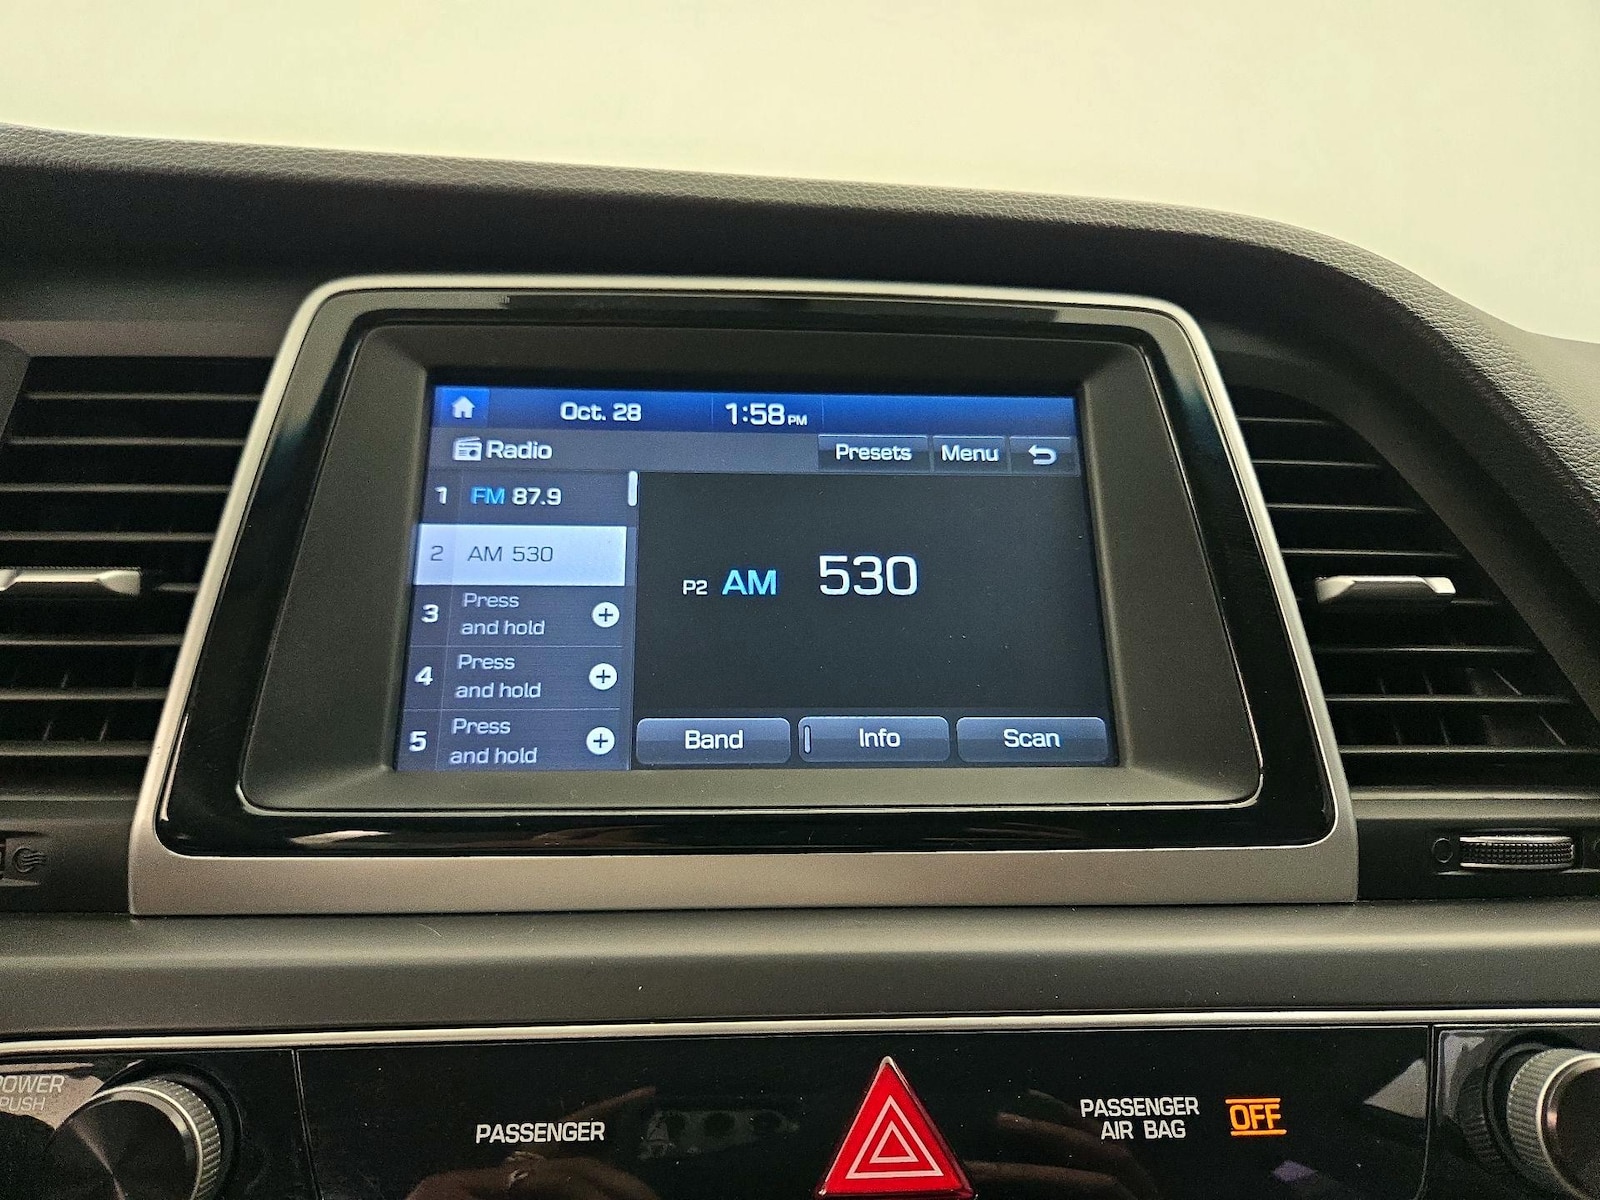 Oct. 28 1:58 PM
Radio Presets Menu
1 FM 87.9
2 AM 530
P2 AM 530
3 Press
and hold
4 Press
and hold
5 Press
and hold
Band Info Scan
POWER
PUSH
PASSENGER
PASSENGER
AIR BAG
OFF